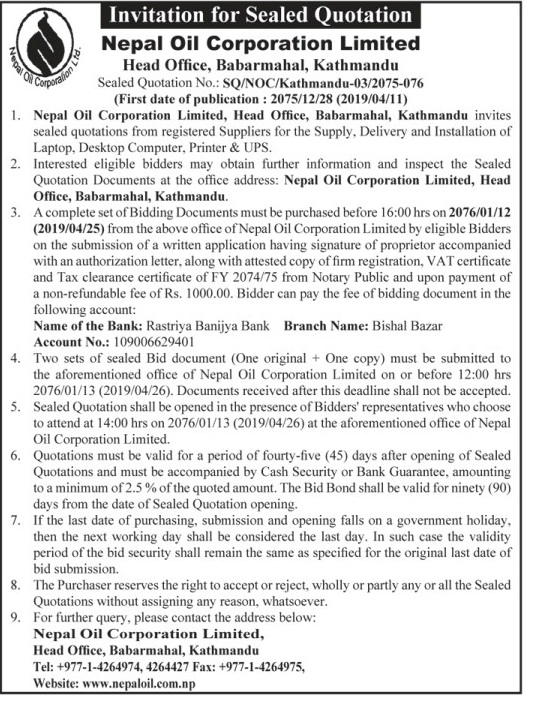 Invitation for Sealed Quotation
Nepal Oil Corporation Ltd.
Nepal Oil Corporation Limited
Head Office, Babarmahal, Kathmandu
Sealed Quotation No.: SQ/NOC/Kathmandu-03/2075-076
(First date of publication : 2075/12/28 (2019/04/11)
1. Nepal Oil Corporation Limited, Head Office, Babarmahal, Kathmandu invites
sealed quotations from registered Suppliers for the Supply, Delivery and Installation of
Laptop, Desktop Computer, Printer & UPS.
2. Interested eligible bidders may obtain further information and inspect the Sealed
Quotation Documents at the office address: Nepal Oil Corporation Limited, Head
Office, Babarmahal, Kathmandu.
3. A complete set of Bidding Documents must be purchased before 16:00 hrs on 2076/01/12
(2019/04/25) from the above office of Nepal Oil Corporation Limited by eligible Bidders
on the submission of a written application having signature of proprietor accompanied
with an authorization letter, along with attested copy of firm registration, VAT certificate
and Tax clearance certificate of FY 2074/75 from Notary Public and upon payment of
a non-refundable fee of Rs. 1000.00. Bidder can pay the fee of bidding document in the
following account:
Name of the Bank: Rastriya Banijya Bank Branch Name: Bishal Bazar
Account No.: 109006629401
4. Two sets of sealed Bid document (One original + One copy) must be submitted to
the aforementioned office of Nepal Oil Corporation Limited on or before 12:00 hrs
2076/01/13 (2019/04/26). Documents received after this deadline shall not be accepted.
5. Sealed Quotation shall be opened in the presence of Bidders' representatives who choose
to attend at 14:00 hrs on 2076/01/13 (2019/04/26) at the aforementioned office of Nepal
Oil Corporation Limited.
6. Quotations must be valid for a period of fourty-five (45) days after opening of Sealed
Quotations and must be accompanied by Cash Security or Bank Guarantee, amounting
to a minimum of 2.5 % of the quoted amount. The Bid Bond shall be valid for ninety (90)
days from the date of Sealed Quotation opening.
7. If the last date of purchasing, submission and opening falls on a government holiday,
then the next working day shall be considered the last day. In such case the validity
period of the bid security shall remain the same as specified for the original last date of
bid submission.
8. The Purchaser reserves the right to accept or reject, wholly or partly any or all the Sealed
Quotations without assigning any reason, whatsoever.
9. For further query, please contact the address below:
Nepal Oil Corporation Limited,
Head Office, Babarmahal, Kathmandu
Tel: +977-1-4264974, 4264427 Fax: +977-1-4264975,
Website: www.nepaloil.com.np